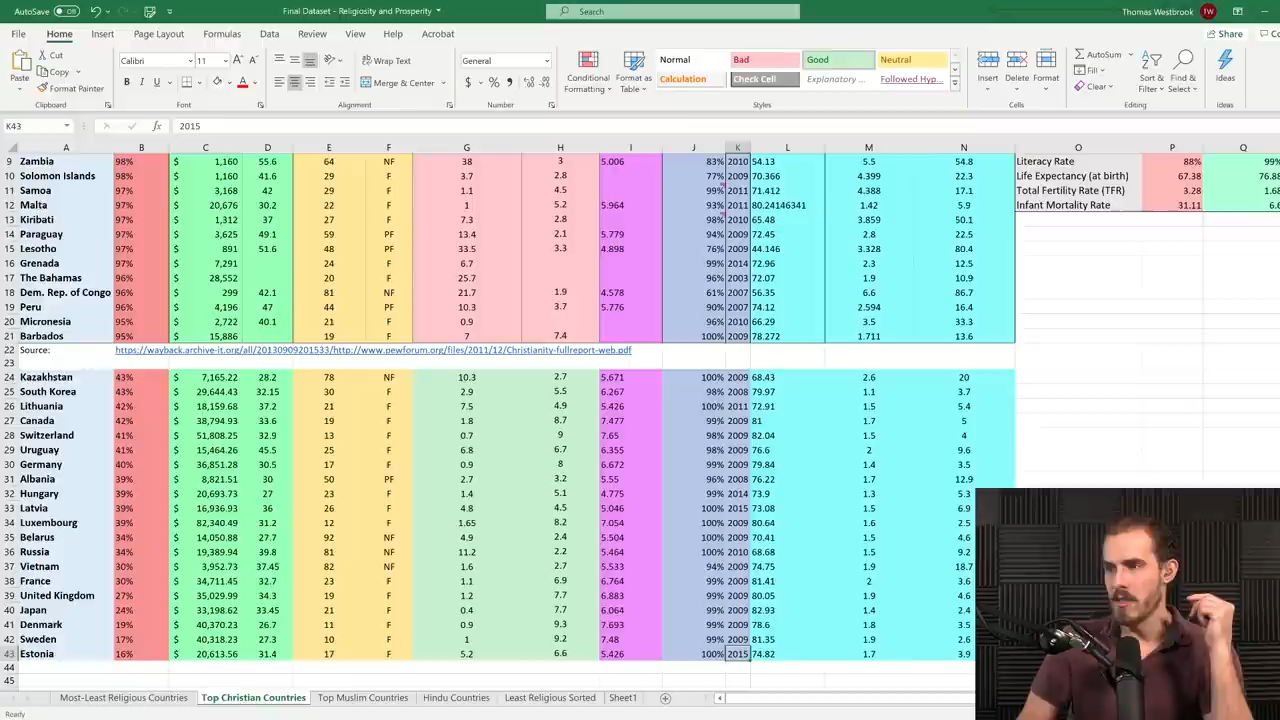 AutoSave Off Final Dataset - Religiosity and Prosperity Search Thomas Westbrook TW
File Home Insert Page Layout Formulas Data Review View Help Acrobat Share
Paste Cut Copy Format Painter Calibri 11 Wrap Text Merge & Center General Conditional Formatting Format as Table Normal Bad Good Neutral Calculation Check Cell Explanatory ... Followed Hyp... Insert Delete Format AutoSum Fill Clear Sort & Filter Find & Select Ideas
Clipboard Font Alignment Number Styles Cells Editing Ideas
K43 fx 2015
A B C D E F G H I J K L M N O P Q
9 Zambia 98% $ 1,160 55.6 64 NF 38 3 5.006 83% 2010 54.13 5.5 54.8 Literacy Rate 88% 99%
10 Solomon Islands 97% $ 1,160 41.6 29 F 3.7 2.8 77% 2009 70.366 4.399 22.3 Life Expectancy (at birth) 67.38 76.88
11 Samoa 97% $ 3,168 42 29 F 1.1 4.5 99% 2011 71.412 4.388 17.1 Total Fertility Rate (TFR) 3.28 1.68
12 Malta 97% $ 20,676 30.2 22 F 1 5.2 5.964 93% 2011 80.24146341 1.42 5.9 Infant Mortality Rate 31.11 6.6
13 Kiribati 97% $ 1,312 37 27 F 7.3 2.8 98% 2010 65.48 3.859 50.1
14 Paraguay 97% $ 3,625 49.1 59 PF 13.4 2.1 5.779 94% 2009 72.45 2.8 22.5
15 Lesotho 97% $ 891 51.6 48 PF 33.5 3.3 4.898 76% 2009 44.146 3.328 80.4
16 Grenada 97% $ 7,291 24 F 6.7 99% 2014 72.96 2.3 12.5
17 The Bahamas 96% $ 28,552 20 F 25.7 96% 2003 72.07 1.9 10.9
18 Dem. Rep. of Congo 96% $ 299 42.1 81 NF 21.7 1.9 4.578 61% 2007 56.35 6.6 86.7
19 Peru 96% $ 4,196 47 44 PF 10.3 3.7 5.776 90% 2007 74.12 2.594 16.4
20 Micronesia 95% $ 2,722 40.1 21 F 0.9 96% 2010 66.29 3.5 33.3
21 Barbados 95% $ 15,886 21 F 7 7.4 100% 2009 78.272 1.711 13.6
22 Source: https://wayback.archive-it.org/all/20130909201533/http://www.pewforum.org/files/2011/12/Christianity-fullreport-web.pdf
23
24 Kazakhstan 43% $ 7,165.22 28.2 78 NF 10.3 2.7 5.671 100% 2009 68.43 2.6 20
25 South Korea 43% $ 29,644.43 32.15 30 F 2.9 5.5 6.267 98% 2008 79.97 1.1 3.7
26 Lithuania 42% $ 18,159.68 37.2 21 F 7.5 4.9 5.426 100% 2011 72.91 1.5 5.4
27 Canada 42% $ 38,794.93 33.6 19 F 1.8 8.7 7.477 99% 2009 81 1.7 5
28 Switzerland 41% $ 51,808.25 32.9 13 F 0.7 9 7.65 98% 2009 82.04 1.5 4
29 Uruguay 41% $ 15,464.26 45.5 25 F 6.8 6.7 6.355 98% 2009 76.6 2 9.6
30 Germany 40% $ 36,851.28 30.5 17 F 0.9 8 6.672 99% 2009 79.84 1.4 3.5
31 Albania 39% $ 8,821.51 30 50 PF 2.7 3.2 5.55 96% 2008 76.22 1.7 12.9
32 Hungary 39% $ 20,693.73 27 23 F 1.4 5.1 4.775 99% 2014 73.9 1.3 5.3
33 Latvia 39% $ 16,936.93 36 26 F 4.8 4.5 5.046 100% 2015 73.08 1.5 6.9
34 Luxembourg 39% $ 82,340.49 31.2 12 F 1.65 8.2 7.054 100% 2009 80.64 1.6 2.5
35 Belarus 34% $ 14,050.88 27.7 92 NF 4.9 2.4 5.504 100% 2009 70.41 1.5 4.6
36 Russia 34% $ 19,389.94 39.8 81 NF 11.2 2.2 5.464 100% 2010 68.68 1.5 9.2
37 Vietnam 30% $ 3,952.73 37.45 82 NF 1.6 2.7 5.533 94% 2009 74.75 1.9 18.7
38 France 30% $ 34,711.45 32.7 23 F 1.1 6.9 6.764 99% 2009 81.41 2 3.6
39 United Kingdom 27% $ 35,029.99 34.3 19 F 1.2 7.7 6.883 99% 2009 80.05 1.9 4.6
40 Japan 24% $ 33,198.62 33.45 21 F 0.4 7.7 6.064 99% 2009 82.93 1.4 2.4
41 Denmark 19% $ 40,370.23 26.7 11 F 0.9 9.3 7.693 99% 2009 78.6 1.8 3.5
42 Sweden 17% $ 40,318.23 27.3 10 F 1 9.2 7.48 99% 2009 81.35 1.9 2.6
43 Estonia 16% $ 20,613.56 31.4 17 F 5.2 6.6 5.426 100% 2015 74.82 1.7 3.9
44
45
Most-Least Religious Countries Top Christian Countries Top Muslim Countries Hindu Countries Least Religious Sorted Sheet1
Ready